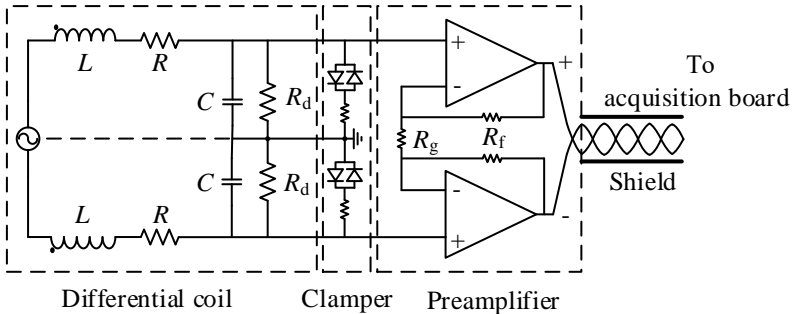 L R
C R_d
C R_d
L R
+
-
R_g R_f
-
+
+
-
To
acquisition board
Shield
Differential coil Clamper Preamplifier